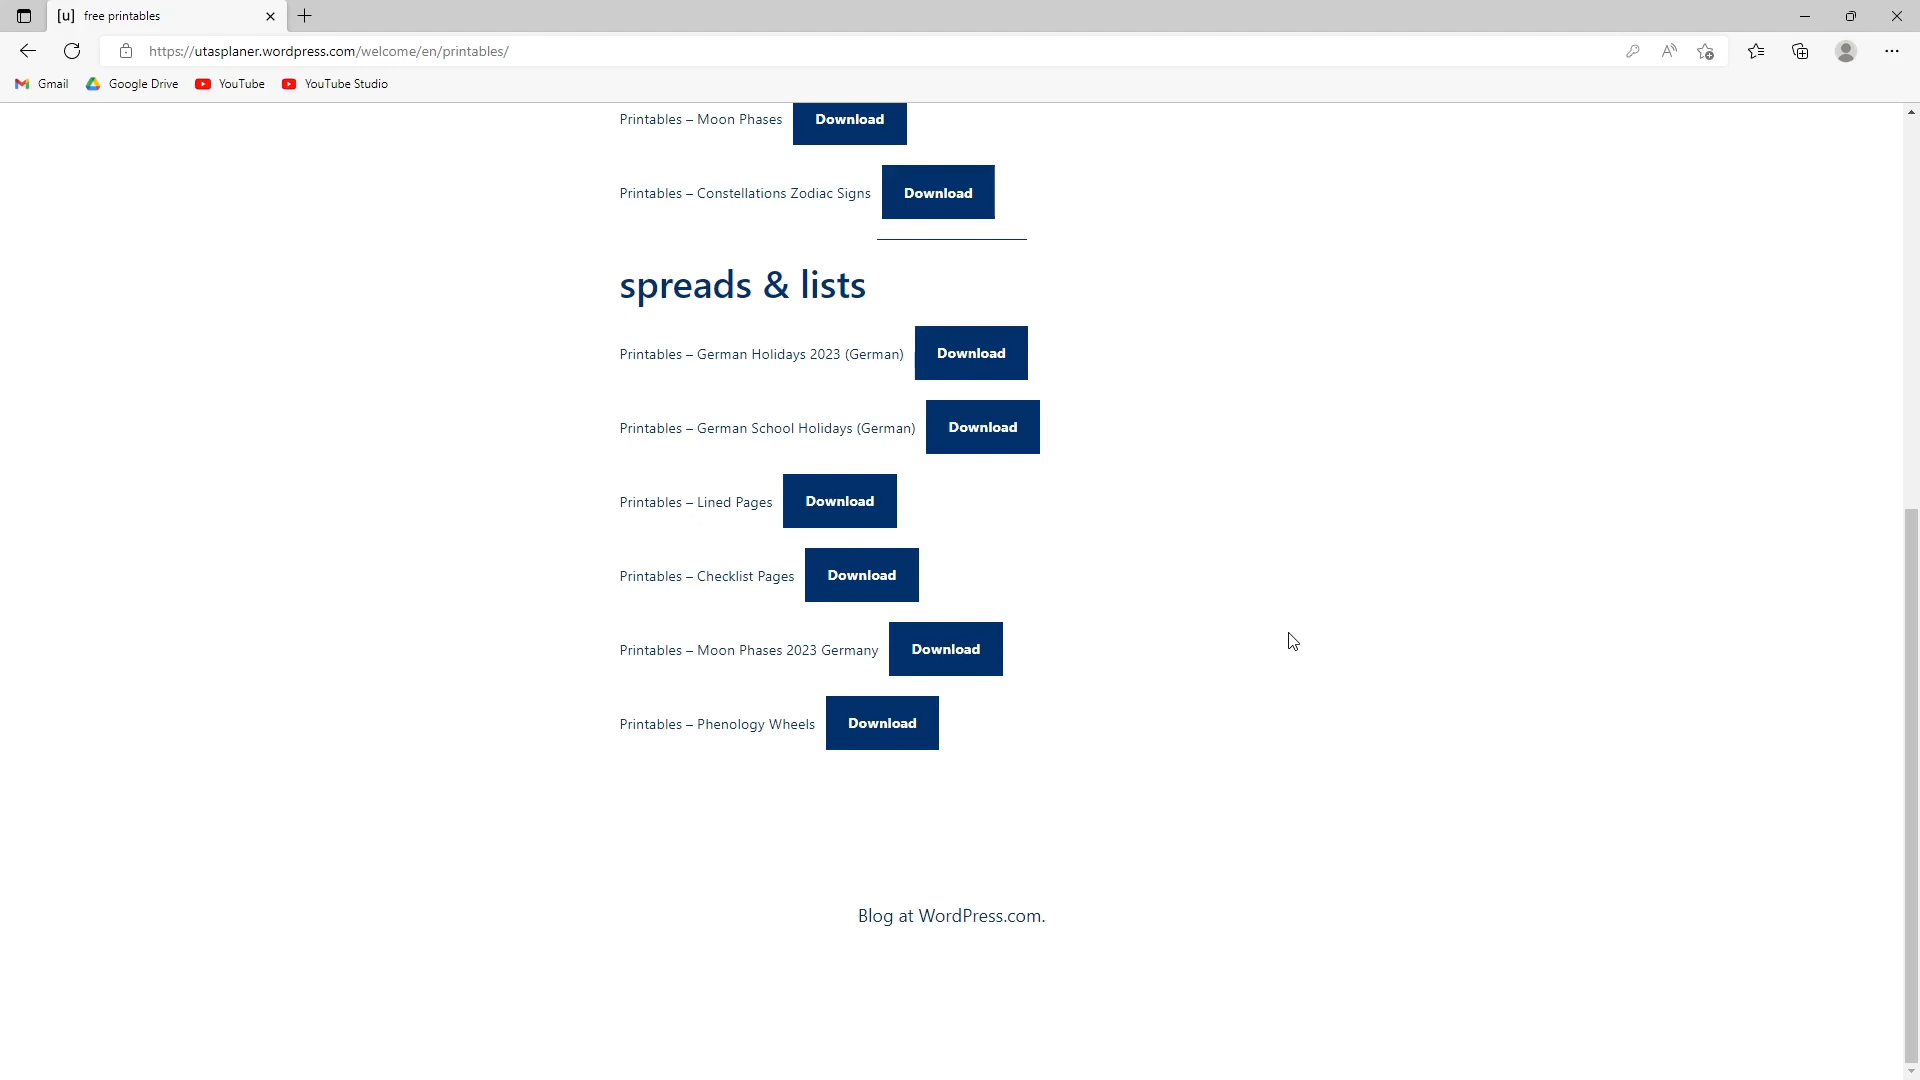 [u] free printables
https://utasplaner.wordpress.com/welcome/en/printables/
Gmail Google Drive YouTube YouTube Studio
Printables – Moon Phases Download
Printables – Constellations Zodiac Signs Download
spreads & lists
Printables – German Holidays 2023 (German) Download
Printables – German School Holidays (German) Download
Printables – Lined Pages Download
Printables – Checklist Pages Download
Printables – Moon Phases 2023 Germany Download
Printables – Phenology Wheels Download
Blog at WordPress.com.